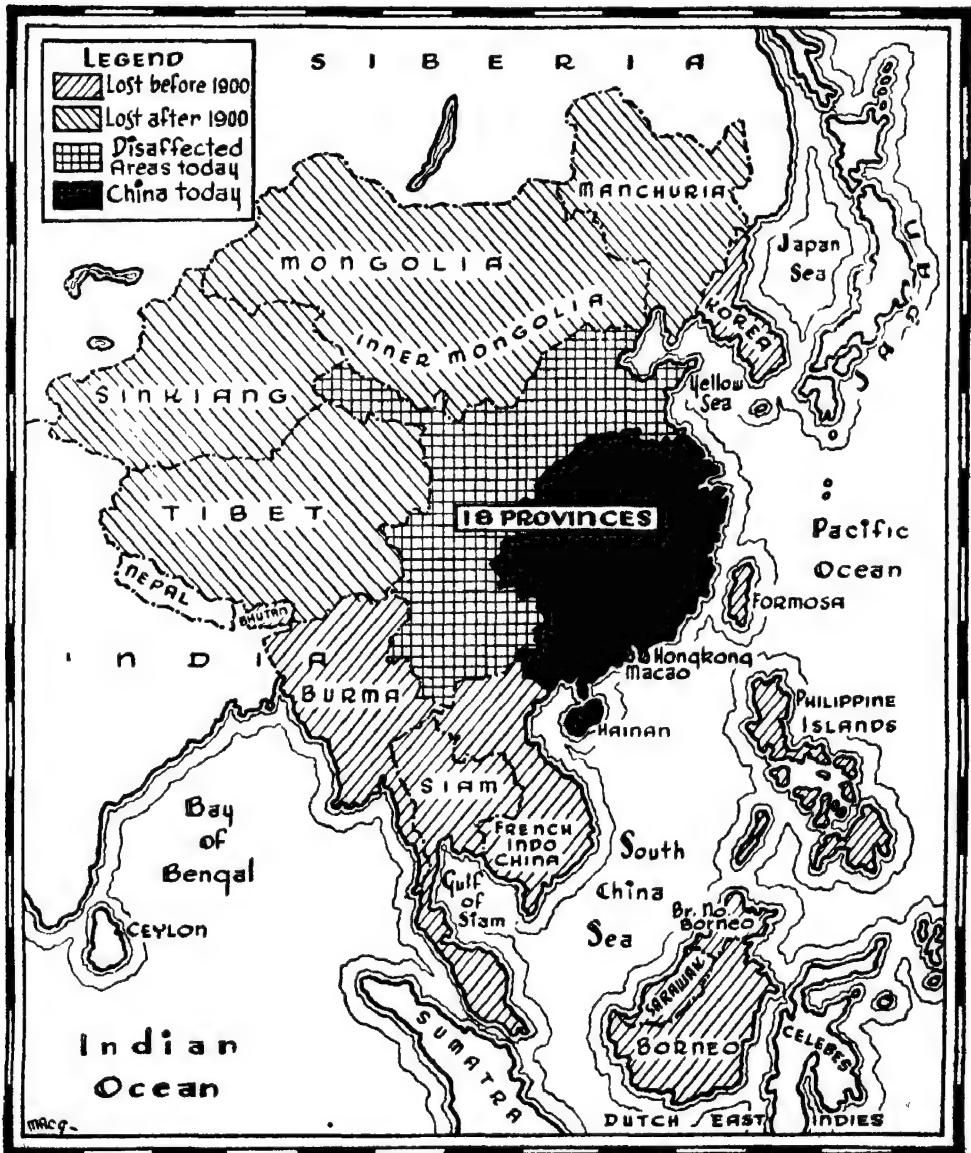 LEGEND
Lost before 1900
Lost after 1900
Disaffected
Areas today
China today
SIBERIA
MANCHURIA
MONGOLIA
INNER MONGOLIA
Japan
Sea
JAPAN
KOREA
SINKIANG
Yellow
Sea
TIBET
18 PROVINCES
Pacific
Ocean
NEPAL
BHUTAN
FORMOSA
INDIA
Hongkong
Macao
BURMA
HAINAN
PHILIPPINE
ISLANDS
SIAM
Bay
of
Bengal
FRENCH
INDO
CHINA
South
China
Sea
Gulf
of
Siam
CEYLON
Br. No.
Borneo
SARAWAK
BORNEO
CELEBES
SUMATRA
Indian
Ocean
DUTCH EAST INDIES